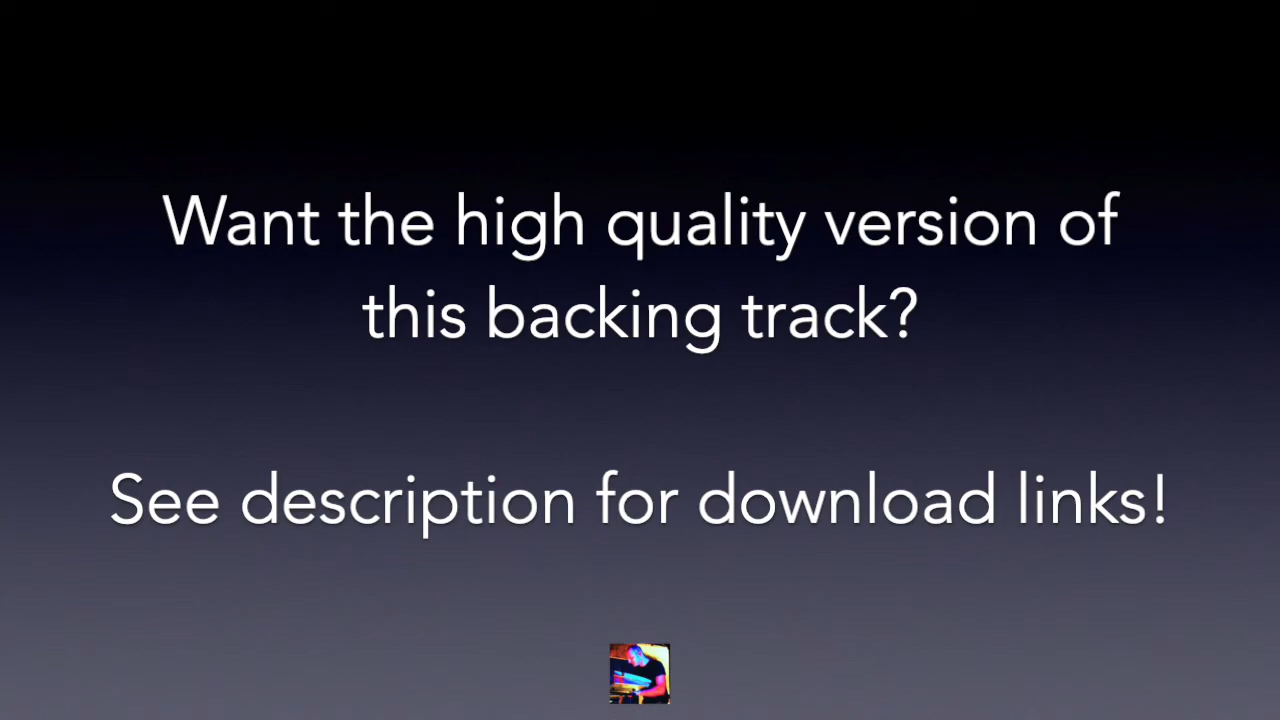 Want the high quality version of
this backing track?
See description for download links!